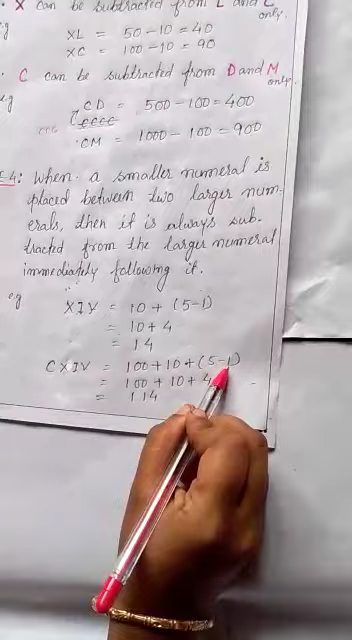 X can be subtracted from L and C
only.
eg
XL = 50-10=40
XC = 100-10=90
C can be subtracted from D and M
only.
eg
CD = 500-100=400
CCCC
CM = 1000-100=900
4: When a smaller numeral is
placed between two larger num-
erals, then it is always sub-
tracted from the larger numeral
immediately following it.
eg
XIV = 10+(5-1)
= 10+4
= 14
CXIV = 100+10+(5-1)
= 100+10+4
= 114